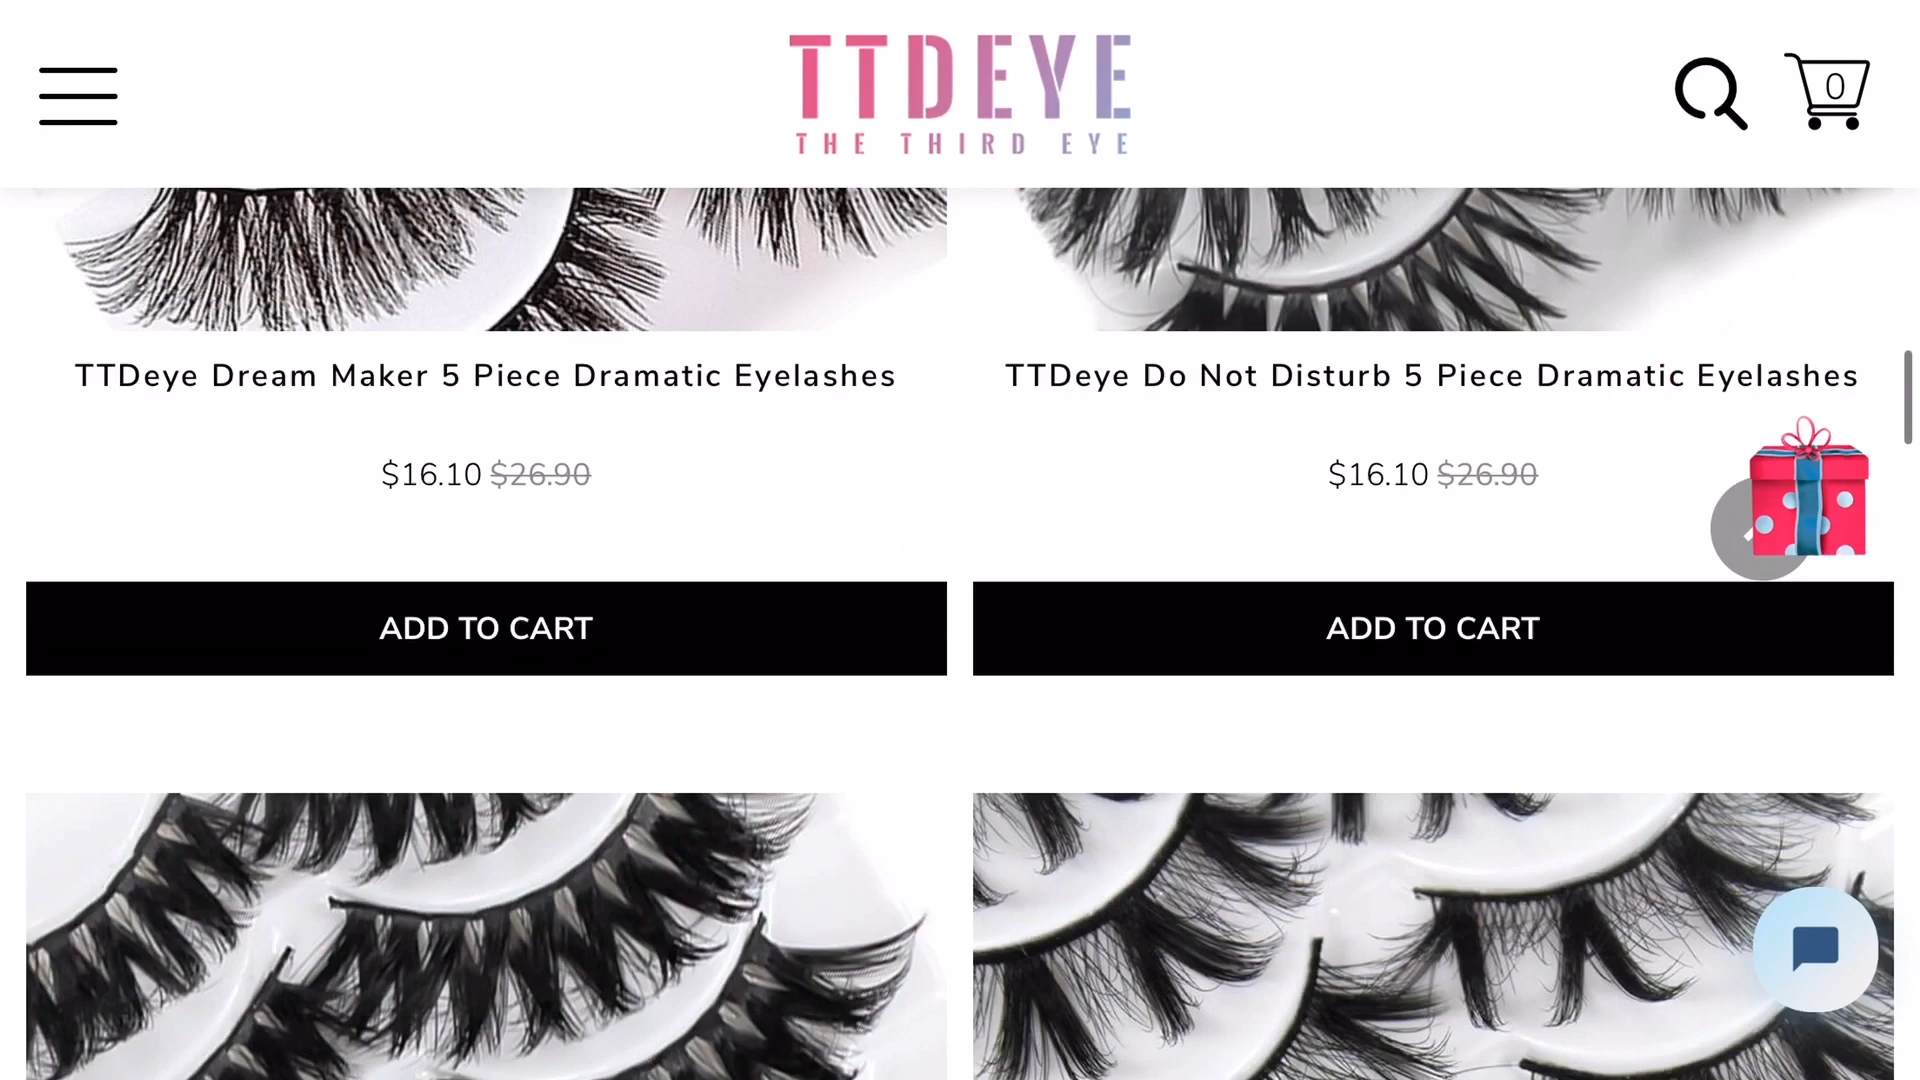 TTDEYE
THE THIRD EYE
0
TTDeye Dream Maker 5 Piece Dramatic Eyelashes
TTDeye Do Not Disturb 5 Piece Dramatic Eyelashes
$16.10 $26.90
$16.10 $26.90
ADD TO CART
ADD TO CART